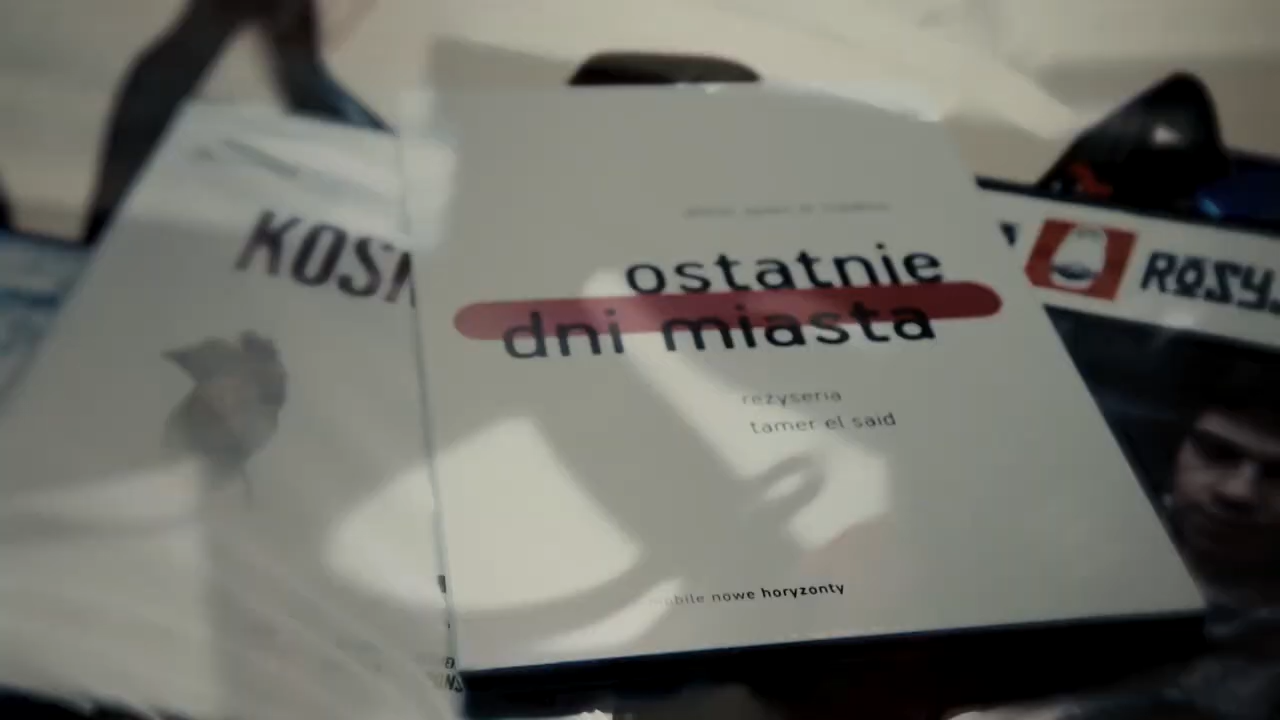 ostatnie
dni miasta
reżyseria
tamer el said
nowe horyzonty
KOS
ROSY